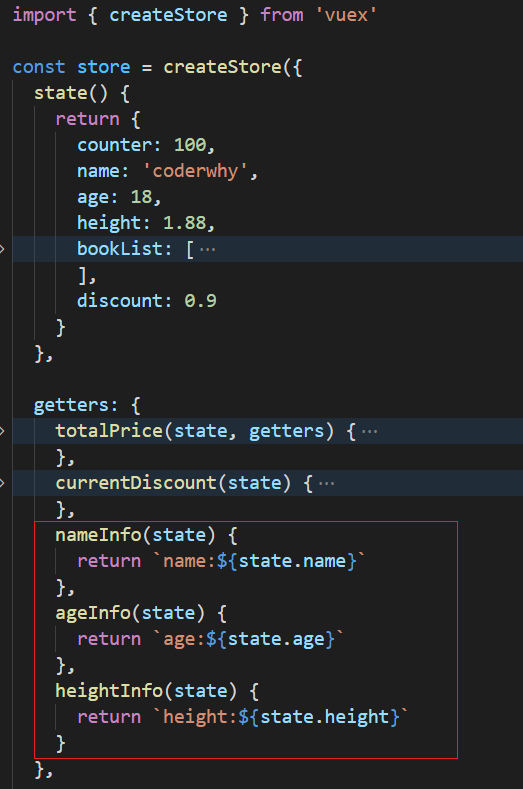 import { createStore } from 'vuex'
const store = createStore({
state() {
return {
counter: 100,
name: 'coderwhy',
age: 18,
height: 1.88,
bookList: [ ···
],
discount: 0.9
}
},
getters: {
totalPrice(state, getters) { ···
},
currentDiscount(state) { ···
},
nameInfo(state) {
return `name:${state.name}`
},
ageInfo(state) {
return `age:${state.age}`
},
heightInfo(state) {
return `height:${state.height}`
}
},